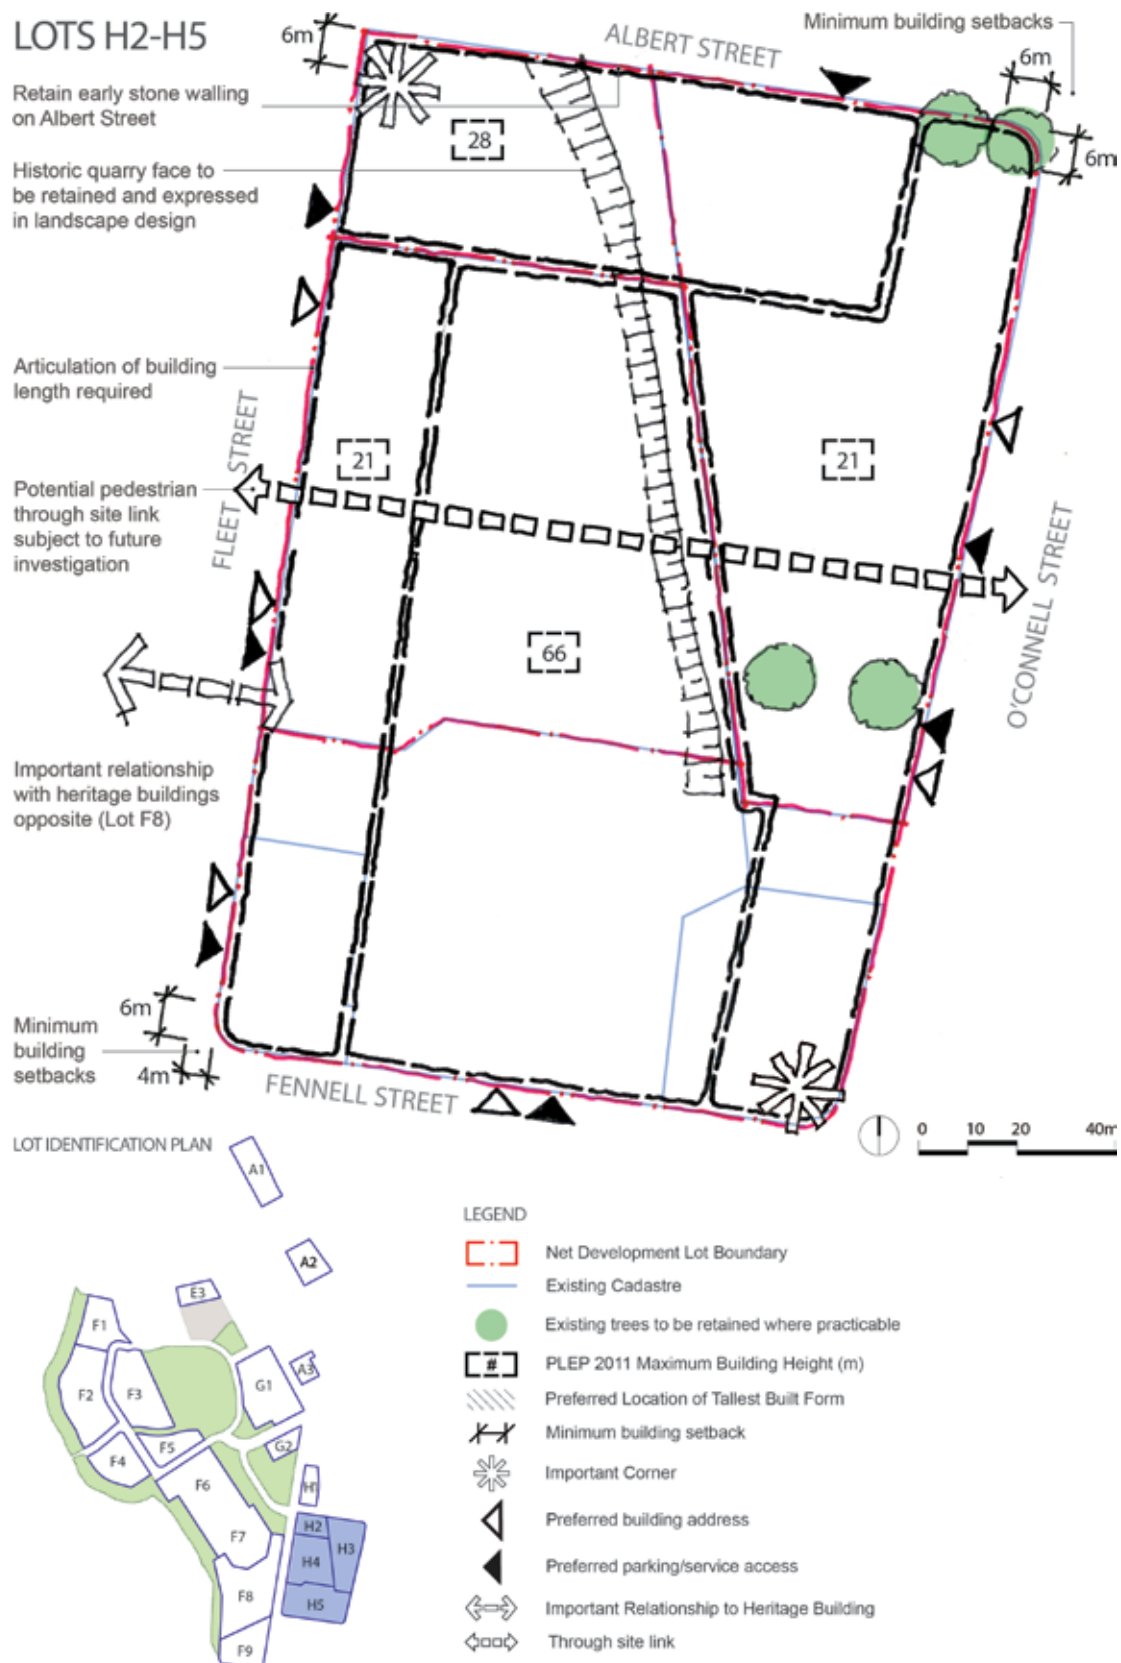 LOTS H2-H5
6m
ALBERT STREET
Minimum building setbacks
6m
Retain early stone walling
on Albert Street
28
6m
Historic quarry face to
be retained and expressed
in landscape design
Articulation of building
length required
FLEET STREET
21
21
Potential pedestrian
through site link
subject to future
investigation
O'CONNELL STREET
66
Important relationship
with heritage buildings
opposite (Lot F8)
6m
Minimum
building
setbacks
4m
FENNELL STREET
0 10 20 40m
LOT IDENTIFICATION PLAN
A1
A2
E3
F1
F2
F3
G1
A3
F4
F5
G2
F6
H1
F7
H2
H3
H4
F8
H5
F9
LEGEND
Net Development Lot Boundary
Existing Cadastre
Existing trees to be retained where practicable
# PLEP 2011 Maximum Building Height (m)
Preferred Location of Tallest Built Form
Minimum building setback
Important Corner
Preferred building address
Preferred parking/service access
Important Relationship to Heritage Building
Through site link